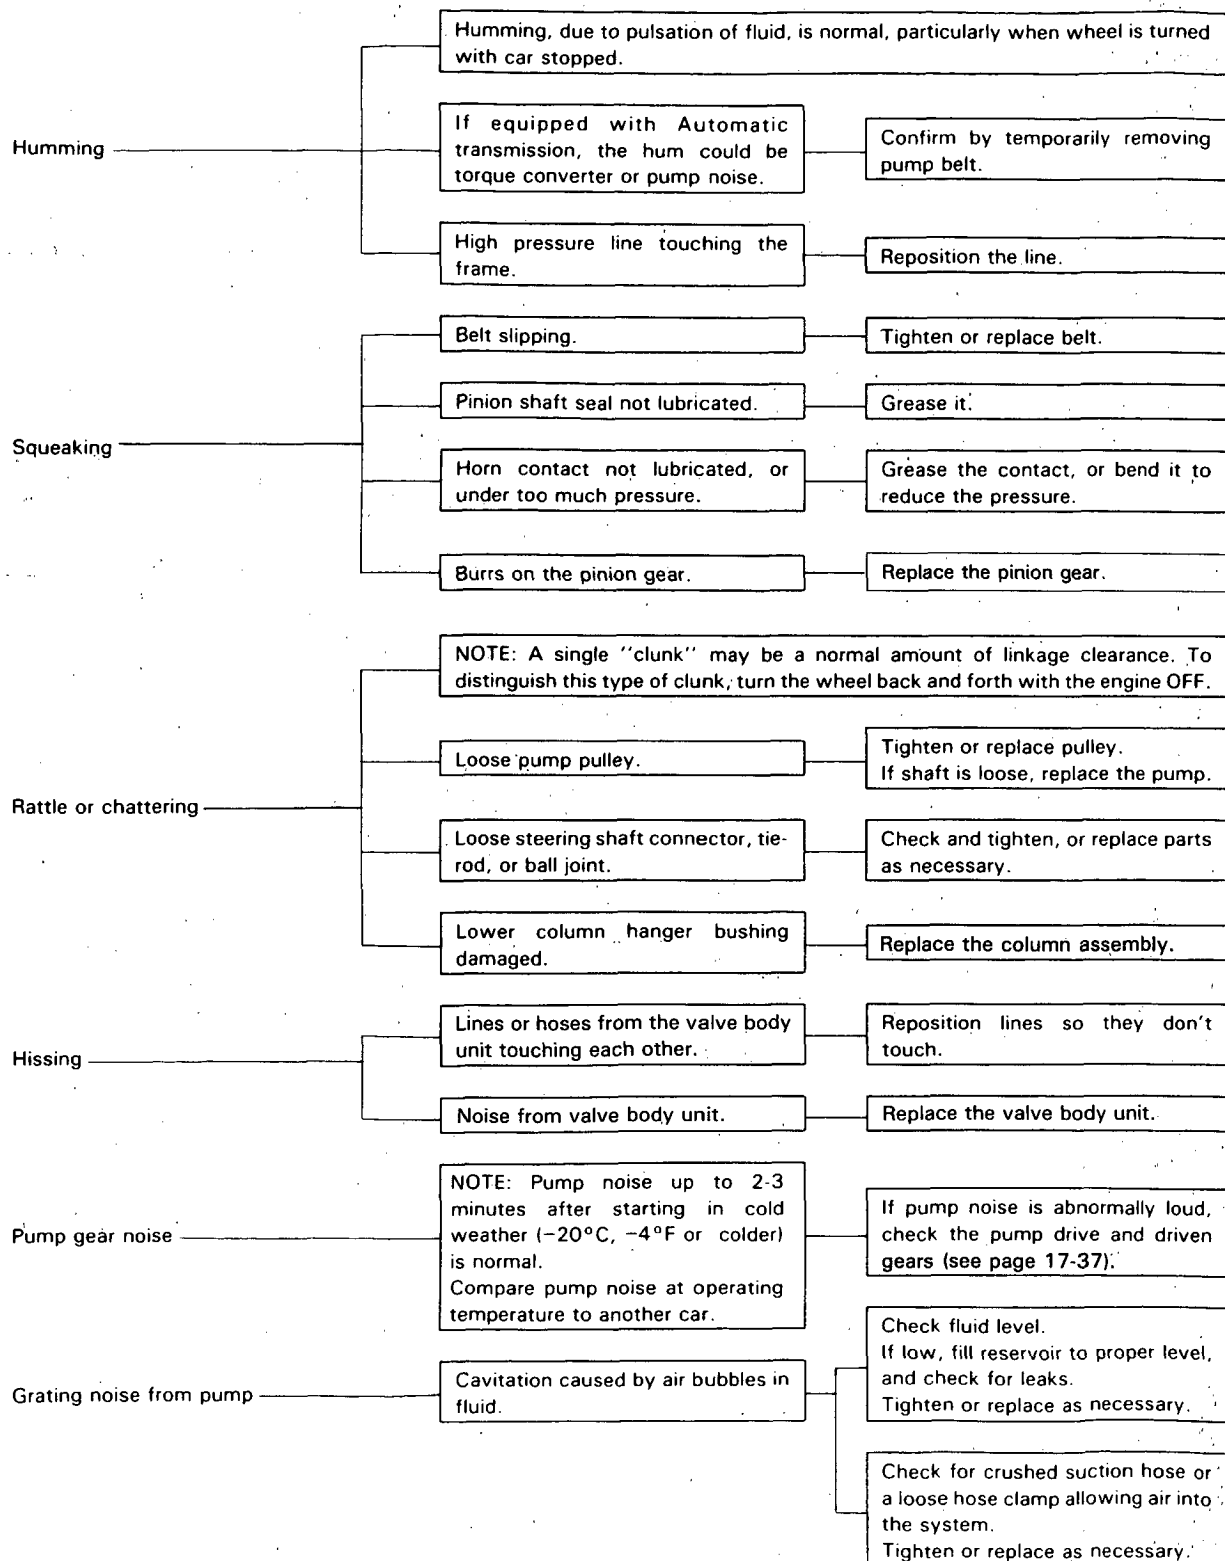 Humming, due to pulsation of fluid, is normal, particularly when wheel is turned
with car stopped.
Humming
If equipped with Automatic
transmission, the hum could be
torque converter or pump noise.
Confirm by temporarily removing
pump belt.
High pressure line touching the
frame.
Reposition the line.
Squeaking
Belt slipping.
Tighten or replace belt.
Pinion shaft seal not lubricated.
Grease it.
Horn contact not lubricated, or
under too much pressure.
Grease the contact, or bend it to
reduce the pressure.
Burrs on the pinion gear.
Replace the pinion gear.
Rattle or chattering
NOTE: A single "clunk" may be a normal amount of linkage clearance. To
distinguish this type of clunk, turn the wheel back and forth with the engine OFF.
Loose pump pulley.
Tighten or replace pulley.
If shaft is loose, replace the pump.
Loose steering shaft connector, tie-
rod, or ball joint.
Check and tighten, or replace parts
as necessary.
Lower column hanger bushing
damaged.
Replace the column assembly.
Hissing
Lines or hoses from the valve body
unit touching each other.
Reposition lines so they don't
touch.
Noise from valve body unit.
Replace the valve body unit.
Pump gear noise
NOTE: Pump noise up to 2-3
minutes after starting in cold
weather (−20°C, −4°F or colder)
is normal.
Compare pump noise at operating
temperature to another car.
If pump noise is abnormally loud,
check the pump drive and driven
gears (see page 17-37).
Grating noise from pump
Cavitation caused by air bubbles in
fluid.
Check fluid level.
If low, fill reservoir to proper level,
and check for leaks.
Tighten or replace as necessary.
Check for crushed suction hose or
a loose hose clamp allowing air into
the system.
Tighten or replace as necessary.